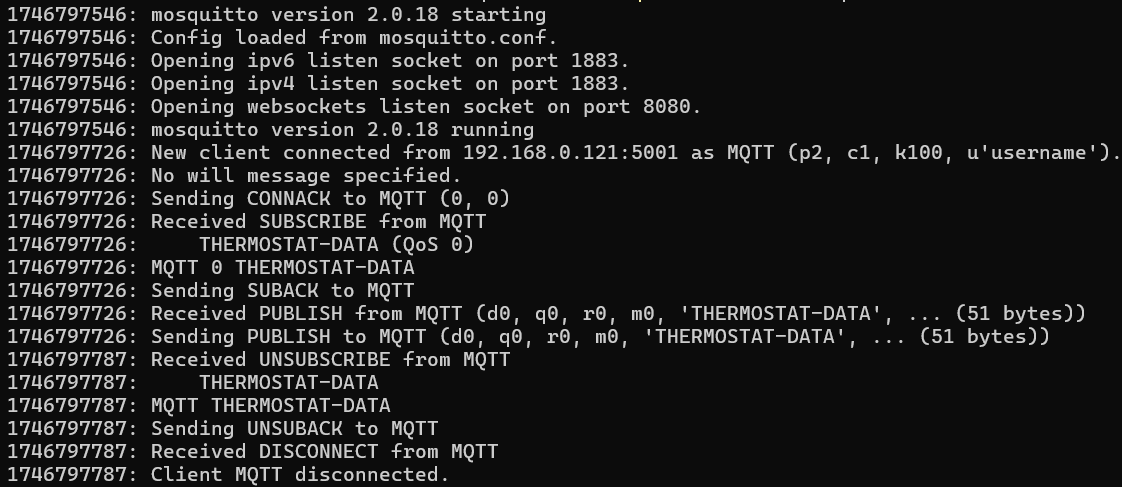 1746797546: mosquitto version 2.0.18 starting
1746797546: Config loaded from mosquitto.conf.
1746797546: Opening ipv6 listen socket on port 1883.
1746797546: Opening ipv4 listen socket on port 1883.
1746797546: Opening websockets listen socket on port 8080.
1746797546: mosquitto version 2.0.18 running
1746797726: New client connected from 192.168.0.121:5001 as MQTT (p2, c1, k100, u'username').
1746797726: No will message specified.
1746797726: Sending CONNACK to MQTT (0, 0)
1746797726: Received SUBSCRIBE from MQTT
1746797726:     THERMOSTAT-DATA (QoS 0)
1746797726: MQTT 0 THERMOSTAT-DATA
1746797726: Sending SUBACK to MQTT
1746797726: Received PUBLISH from MQTT (d0, q0, r0, m0, 'THERMOSTAT-DATA', ... (51 bytes))
1746797726: Sending PUBLISH to MQTT (d0, q0, r0, m0, 'THERMOSTAT-DATA', ... (51 bytes))
1746797787: Received UNSUBSCRIBE from MQTT
1746797787:     THERMOSTAT-DATA
1746797787: MQTT THERMOSTAT-DATA
1746797787: Sending UNSUBACK to MQTT
1746797787: Received DISCONNECT from MQTT
1746797787: Client MQTT disconnected.